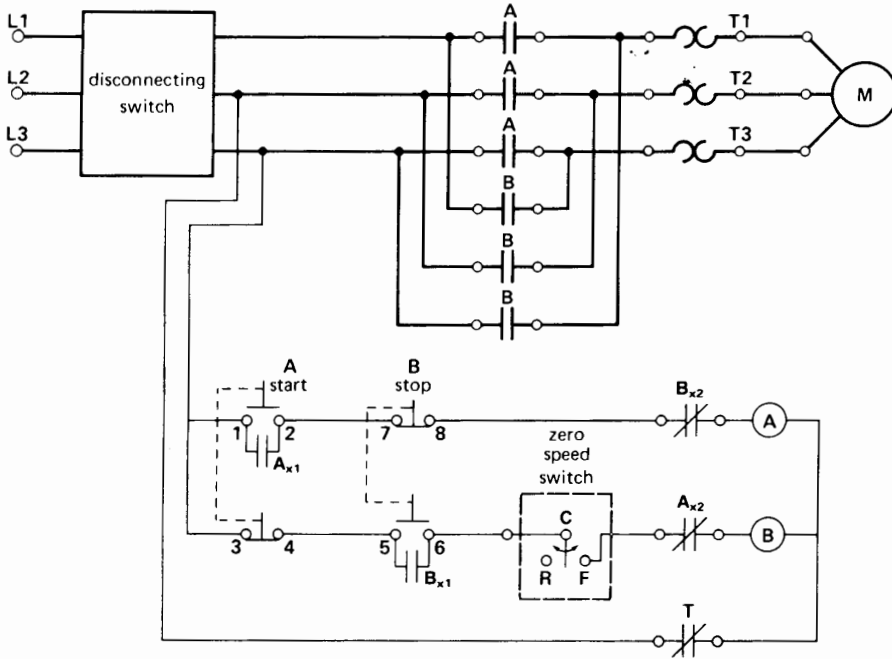 L1
A
T1
L2
disconnecting
switch
A
T2
M
L3
A
T3
B
B
B
A
start
B
stop
Bx2
1
2
7
8
A
Ax1
zero
speed
switch
3
4
5
6
C
Ax2
B
Bx1
R
F
T